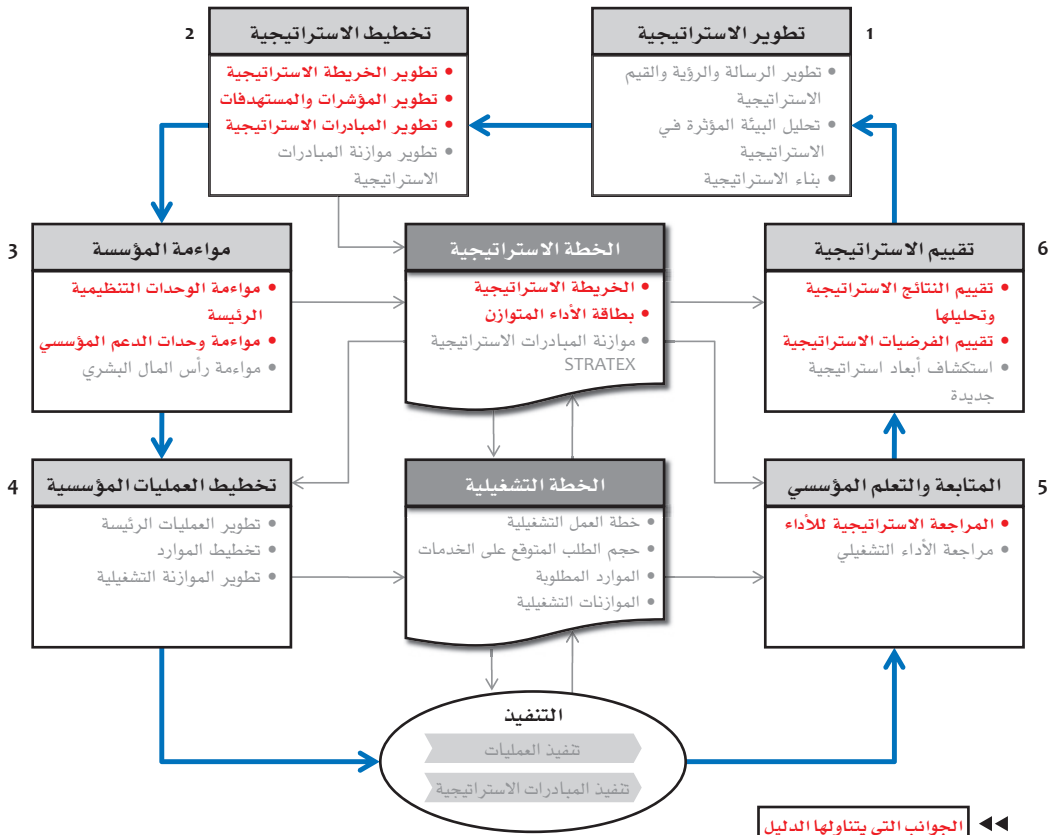 1
تطوير الاستراتيجية
• تطوير الرسالة والرؤية والقيم
الاستراتيجية
• تحليل البيئة المؤثرة في
الاستراتيجية
• بناء الاستراتيجية
2
تخطيط الاستراتيجية
• تطوير الخريطة الاستراتيجية
• تطوير المؤشرات والمستهدفات
• تطوير المبادرات الاستراتيجية
• تطوير موازنة المبادرات
الاستراتيجية
3
مواءمة المؤسسة
• مواءمة الوحدات التنظيمية
الرئيسة
• مواءمة وحدات الدعم المؤسسي
• مواءمة رأس المال البشري
الخطة الاستراتيجية
• الخريطة الاستراتيجية
• بطاقة الأداء المتوازن
• موازنة المبادرات الاستراتيجية
STRATEX
6
تقييم الاستراتيجية
• تقييم النتائج الاستراتيجية
وتحليلها
• تقييم الفرضيات الاستراتيجية
• استكشاف أبعاد استراتيجية
جديدة
4
تخطيط العمليات المؤسسية
• تطوير العمليات الرئيسة
• تخطيط الموارد
• تطوير الموازنة التشغيلية
الخطة التشغيلية
• خطة العمل التشغيلية
• حجم الطلب المتوقع على الخدمات
• الموارد المطلوبة
• الموازنات التشغيلية
5
المتابعة والتعلم المؤسسي
• المراجعة الاستراتيجية للأداء
• مراجعة الأداء التشغيلي
التنفيذ
تنفيذ العمليات
تنفيذ المبادرات الاستراتيجية
الجوانب التي يتناولها الدليل